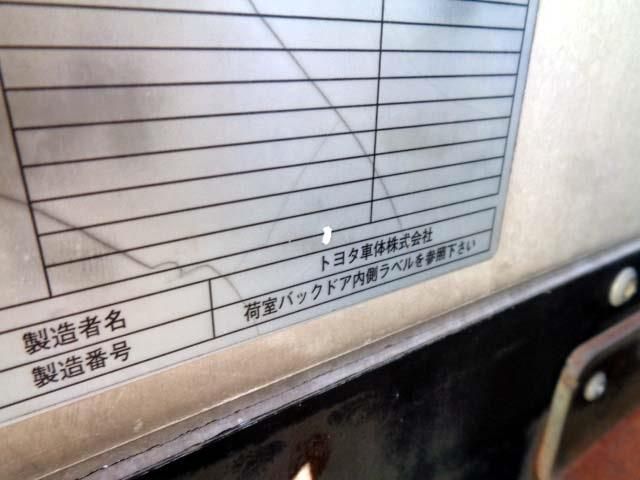 製造者名 トヨタ車体株式会社
製造番号 荷室バックドア内側ラベルを参照下さい